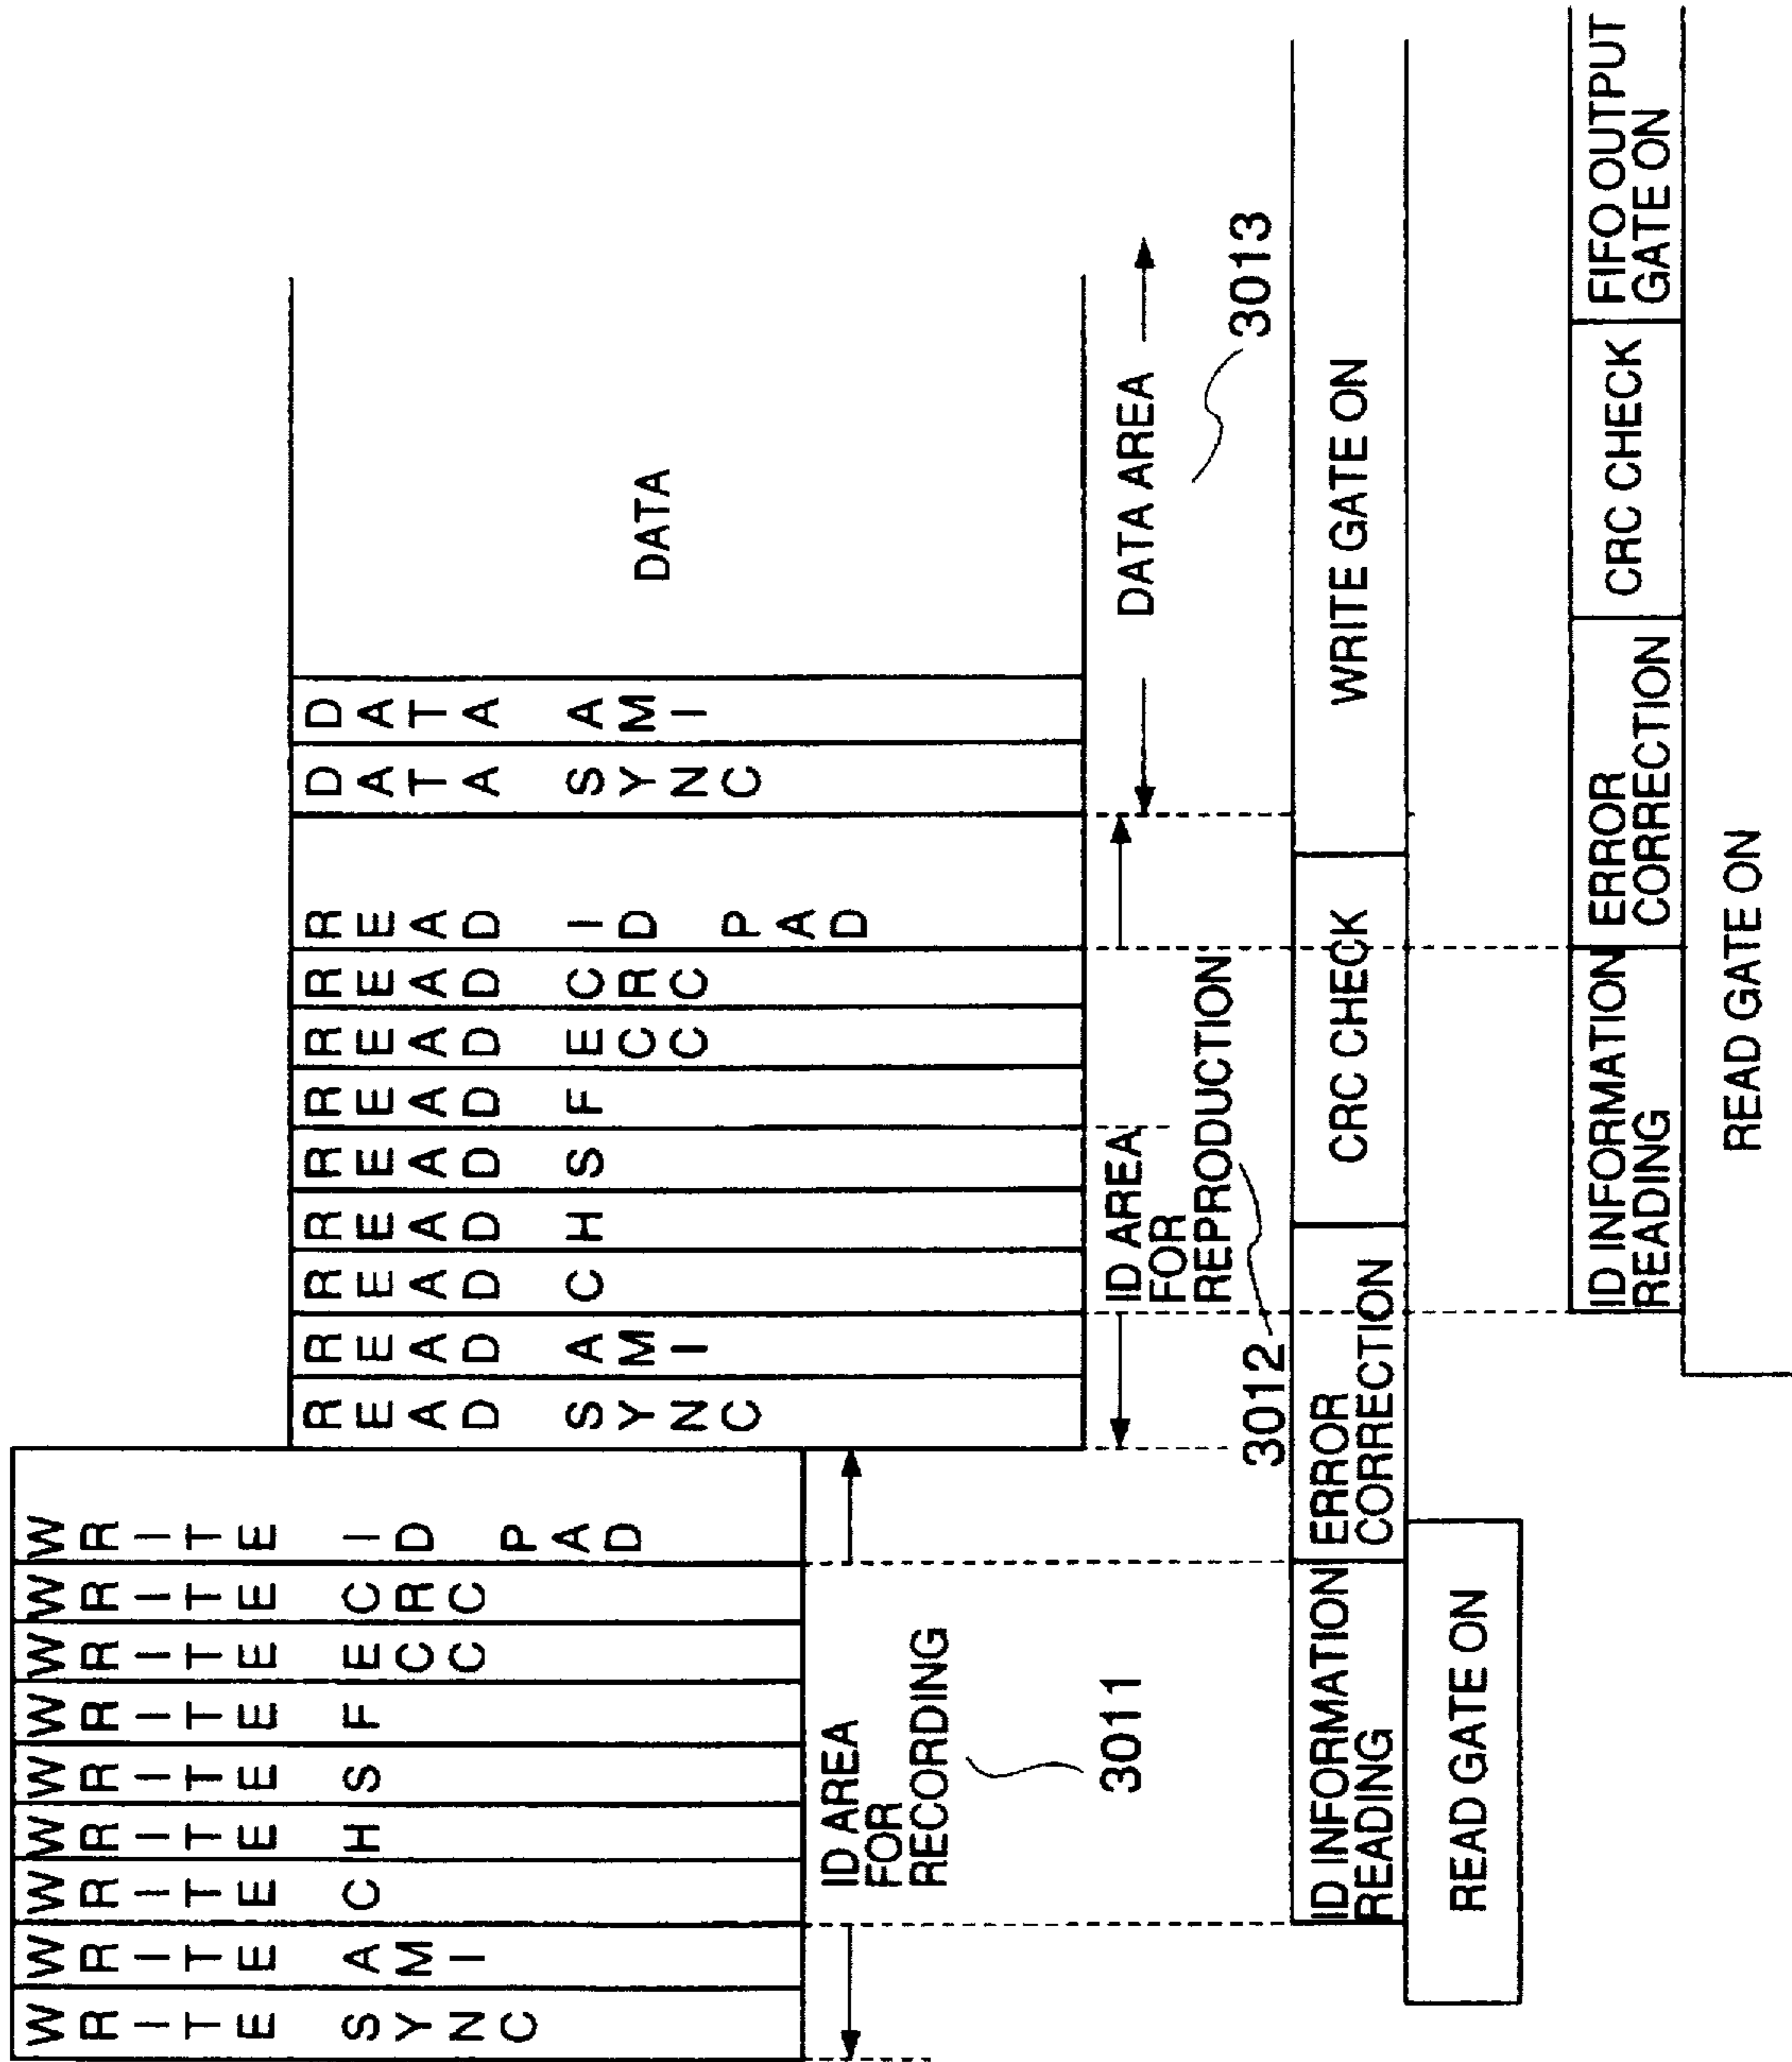 WRITE SYNC
WRITE AMI
WRITE C
WRITE H
WRITE S
WRITE F
WRITE ECC
WRITE CRC
WRITE ID PAD
READ SYNC
READ AMI
READ C
READ H
READ S
READ F
READ ECC
READ CRC
READ ID PAD
DATA SYNC
DATA AMI
DATA
ID AREA
FOR
RECORDING
3011
ID AREA
FOR
REPRODUCTION
3012
DATA AREA
3013
ID INFORMATION
READING
ERROR
CORRECTION
CRC CHECK
WRITE GATE ON
READ GATE ON
ID INFORMATION
READING
ERROR
CORRECTION
CRC CHECK
FIFO OUTPUT
GATE ON
READ GATE ON